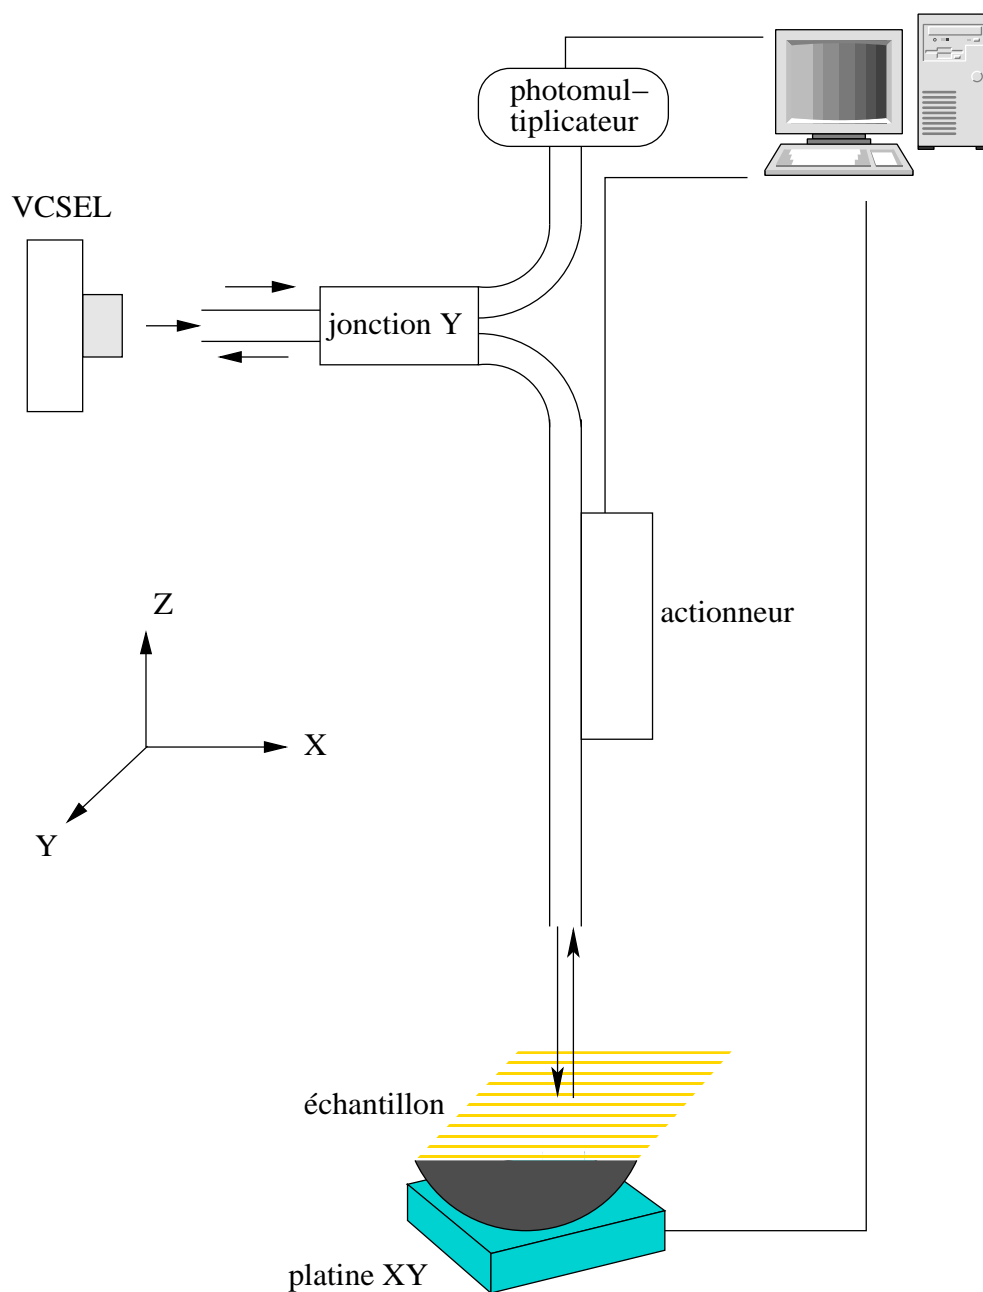 photomul–
tiplicateur
VCSEL
jonction Y
Z
actionneur
X
Y
échantillon
platine XY